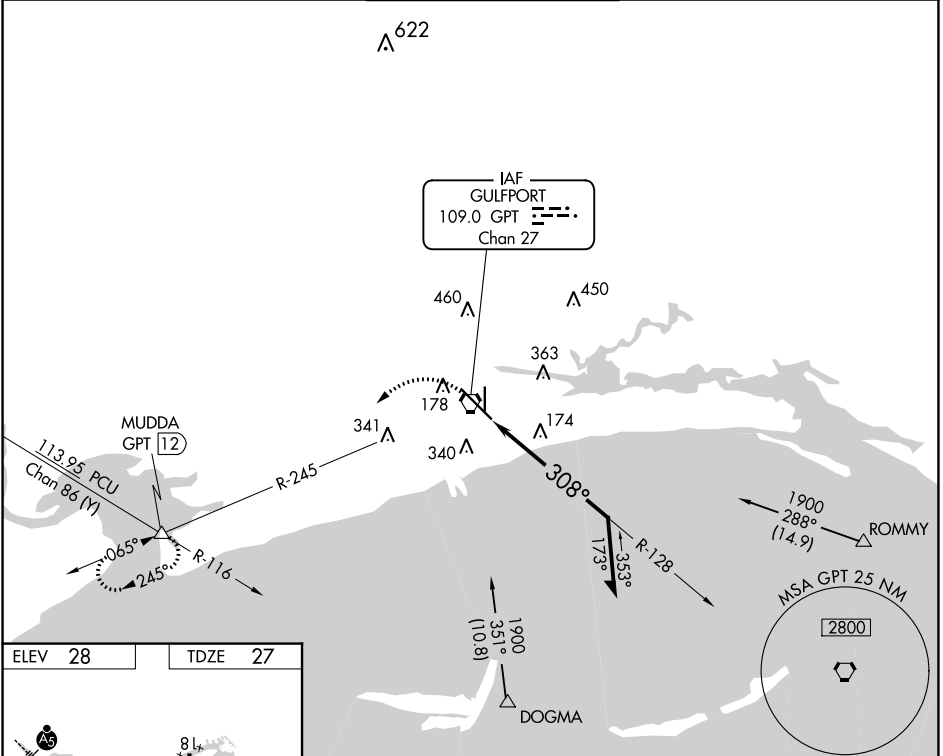 622
IAF
GULFPORT
109.0 GPT
Chan 27
460
450
363
178
341
174
340
MUDDA
GPT 12
113.95 PCU
Chan 86 (Y)
R-245
308°
1900
288°
(14.9)
ROMMY
065°
245°
R-116
173°
353°
R-128
MSA GPT 25 NM
2800
1900
351°
(10.8)
DOGMA
ELEV 28
TDZE 27
A5
81